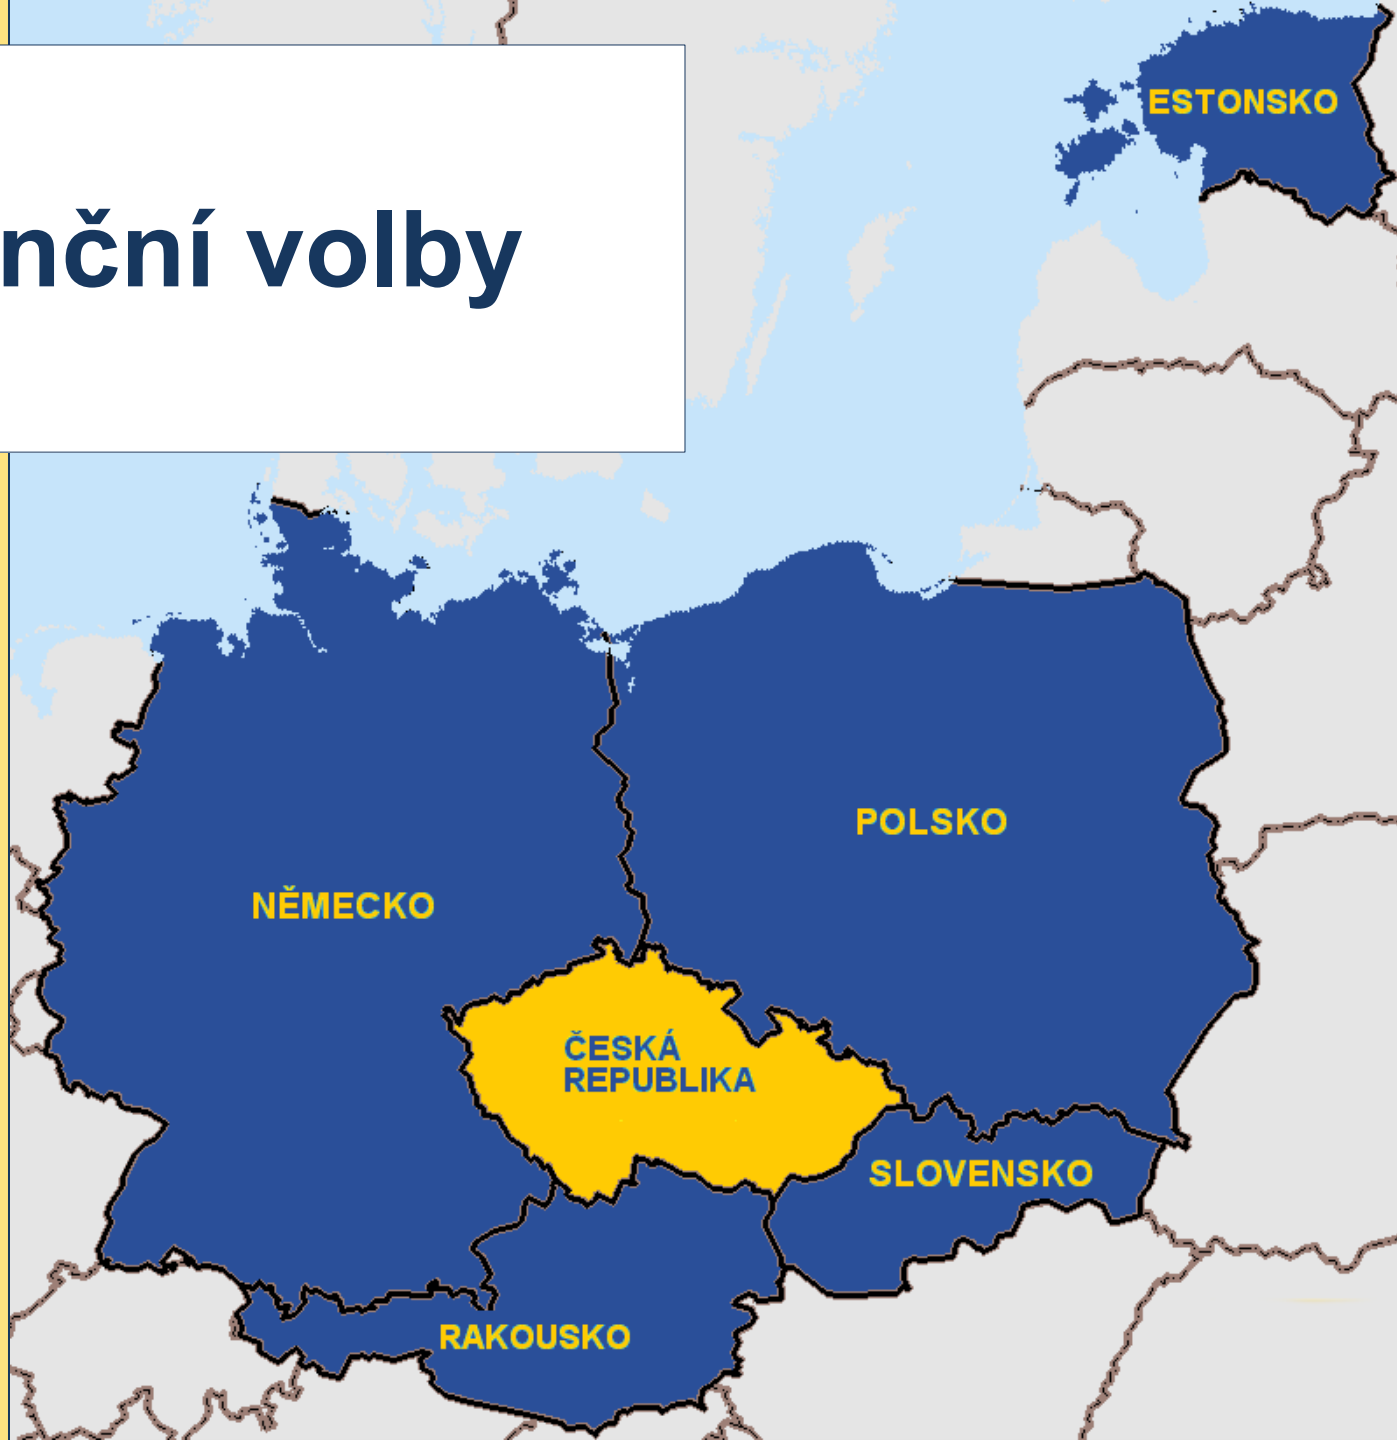 ESTONSKO
nční volby
POLSKO
NĚMECKO
ČESKÁ
REPUBLIKA
SLOVENSKO
RAKOUSKO